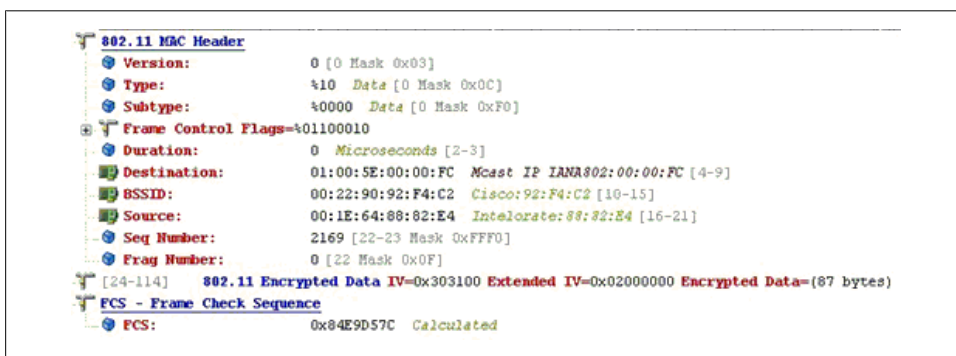 802.11 MAC Header
Version: 0 [0 Mask 0x03]
Type: %10 Data [0 Mask 0x0C]
Subtype: %0000 Data [0 Mask 0xF0]
Frame Control Flags=%01100010
Duration: 0 Microseconds [2-3]
Destination: 01:00:5E:00:00:FC Mcast IP IANA802:00:00:FC [4-9]
BSSID: 00:22:90:92:F4:C2 Cisco:92:F4:C2 [10-15]
Source: 00:1E:64:88:82:E4 Intelorate:88:82:E4 [16-21]
Seq Number: 2169 [22-23 Mask 0xFFF0]
Frag Number: 0 [22 Mask 0x0F]
[24-114] 802.11 Encrypted Data IV=0x303100 Extended IV=0x02000000 Encrypted Data=(87 bytes)
FCS - Frame Check Sequence
FCS: 0x84E9D57C Calculated